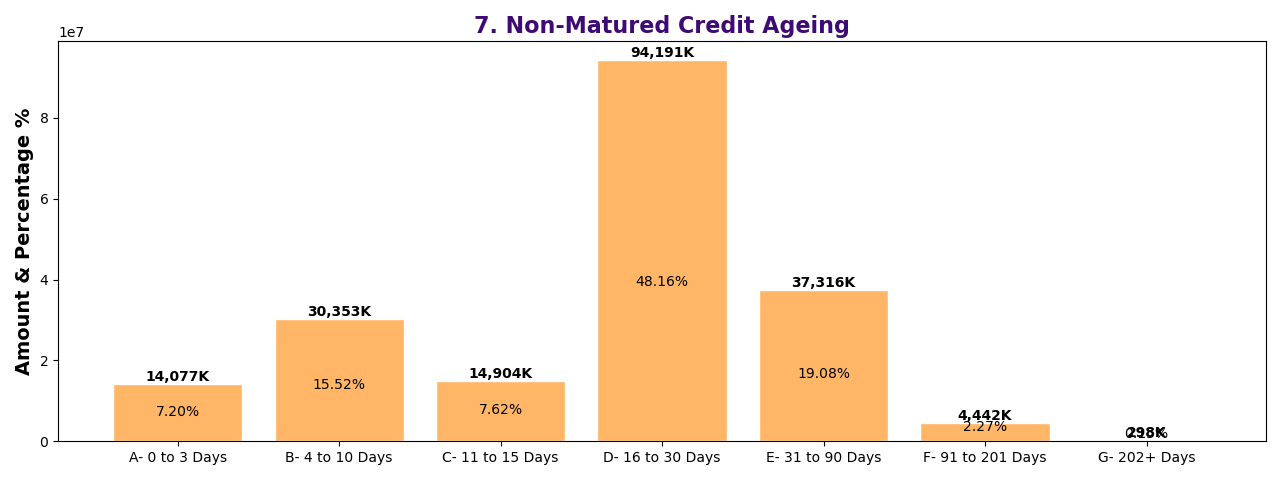 7. Non-Matured Credit Ageing
1e7
Amount & Percentage %
8
6
4
2
0
94,191K
48.16%
37,316K
19.08%
30,353K
15.52%
14,904K
7.62%
14,077K
7.20%
4,442K
2.27%
298K
A- 0 to 3 Days
B- 4 to 10 Days
C- 11 to 15 Days
D- 16 to 30 Days
E- 31 to 90 Days
F- 91 to 201 Days
G- 202+ Days